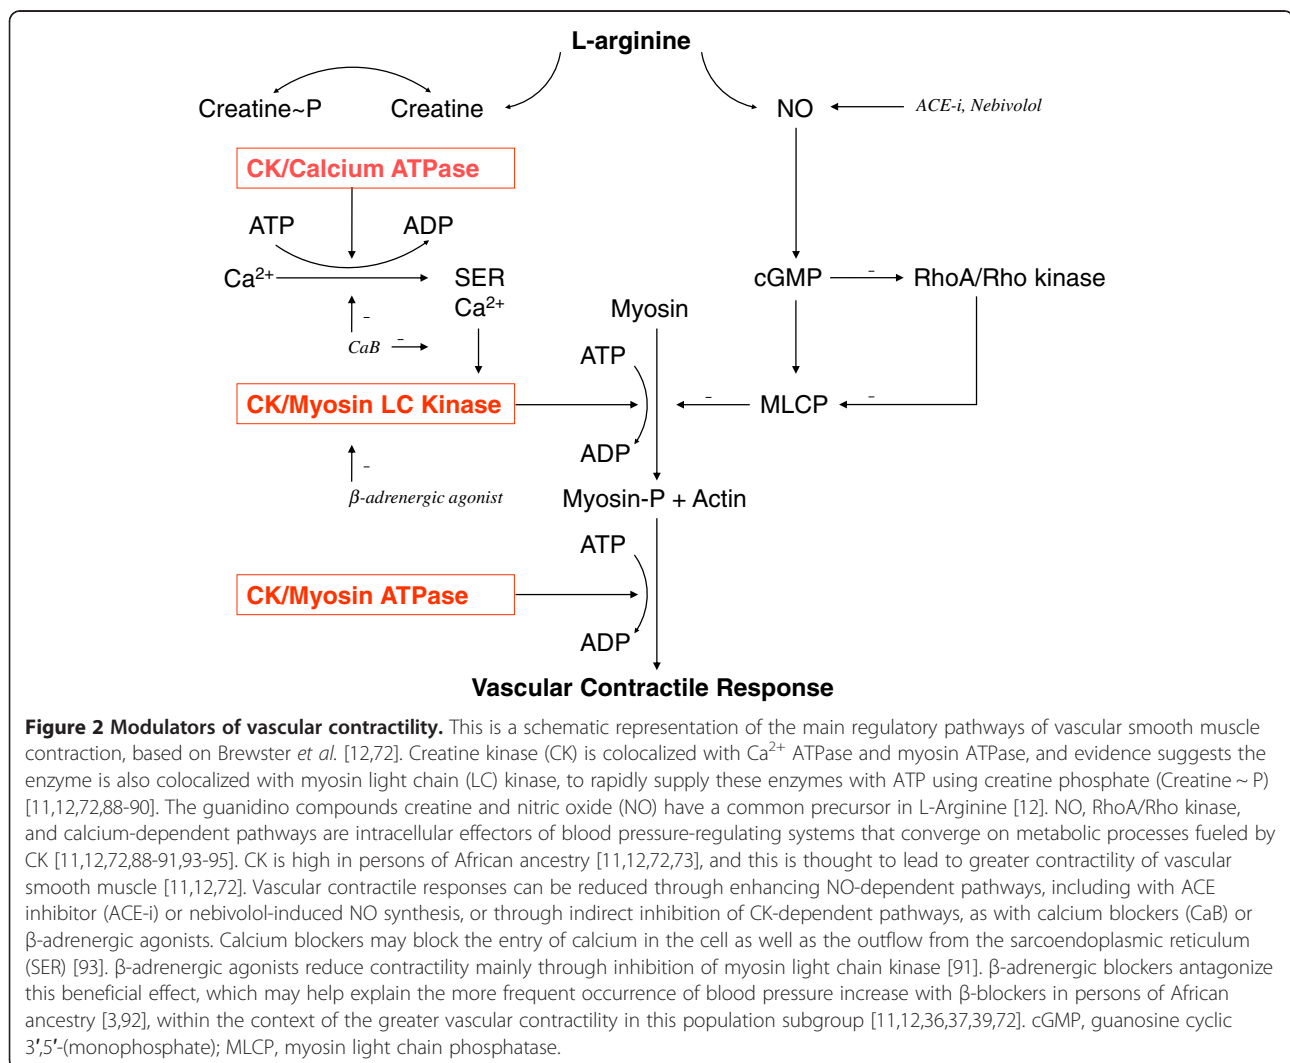 L-arginine
Creatine~P
Creatine
NO
ACE-i, Nebivolol
CK/Calcium ATPase
ATP
ADP
Ca²⁺
SER
Ca²⁺
cGMP
–
RhoA/Rho kinase
–
CaB
–
Myosin
ATP
CK/Myosin LC Kinase
–
MLCP
–
ADP
–
β-adrenergic agonist
Myosin-P + Actin
ATP
CK/Myosin ATPase
ADP
Vascular Contractile Response
Figure 2 Modulators of vascular contractility. This is a schematic representation of the main regulatory pathways of vascular smooth muscle
contraction, based on Brewster et al. [12,72]. Creatine kinase (CK) is colocalized with Ca²⁺ ATPase and myosin ATPase, and evidence suggests the
enzyme is also colocalized with myosin light chain (LC) kinase, to rapidly supply these enzymes with ATP using creatine phosphate (Creatine ~ P)
[11,12,72,88-90]. The guanidino compounds creatine and nitric oxide (NO) have a common precursor in L-Arginine [12]. NO, RhoA/Rho kinase,
and calcium-dependent pathways are intracellular effectors of blood pressure-regulating systems that converge on metabolic processes fueled by
CK [11,12,72,88-91,93-95]. CK is high in persons of African ancestry [11,12,72,73], and this is thought to lead to greater contractility of vascular
smooth muscle [11,12,72]. Vascular contractile responses can be reduced through enhancing NO-dependent pathways, including with ACE
inhibitor (ACE-i) or nebivolol-induced NO synthesis, or through indirect inhibition of CK-dependent pathways, as with calcium blockers (CaB) or
β-adrenergic agonists. Calcium blockers may block the entry of calcium in the cell as well as the outflow from the sarcoendoplasmic reticulum
(SER) [93]. β-adrenergic agonists reduce contractility mainly through inhibition of myosin light chain kinase [91]. β-adrenergic blockers antagonize
this beneficial effect, which may help explain the more frequent occurrence of blood pressure increase with β-blockers in persons of African
ancestry [3,92], within the context of the greater vascular contractility in this population subgroup [11,12,36,37,39,72]. cGMP, guanosine cyclic
3′,5′-(monophosphate); MLCP, myosin light chain phosphatase.